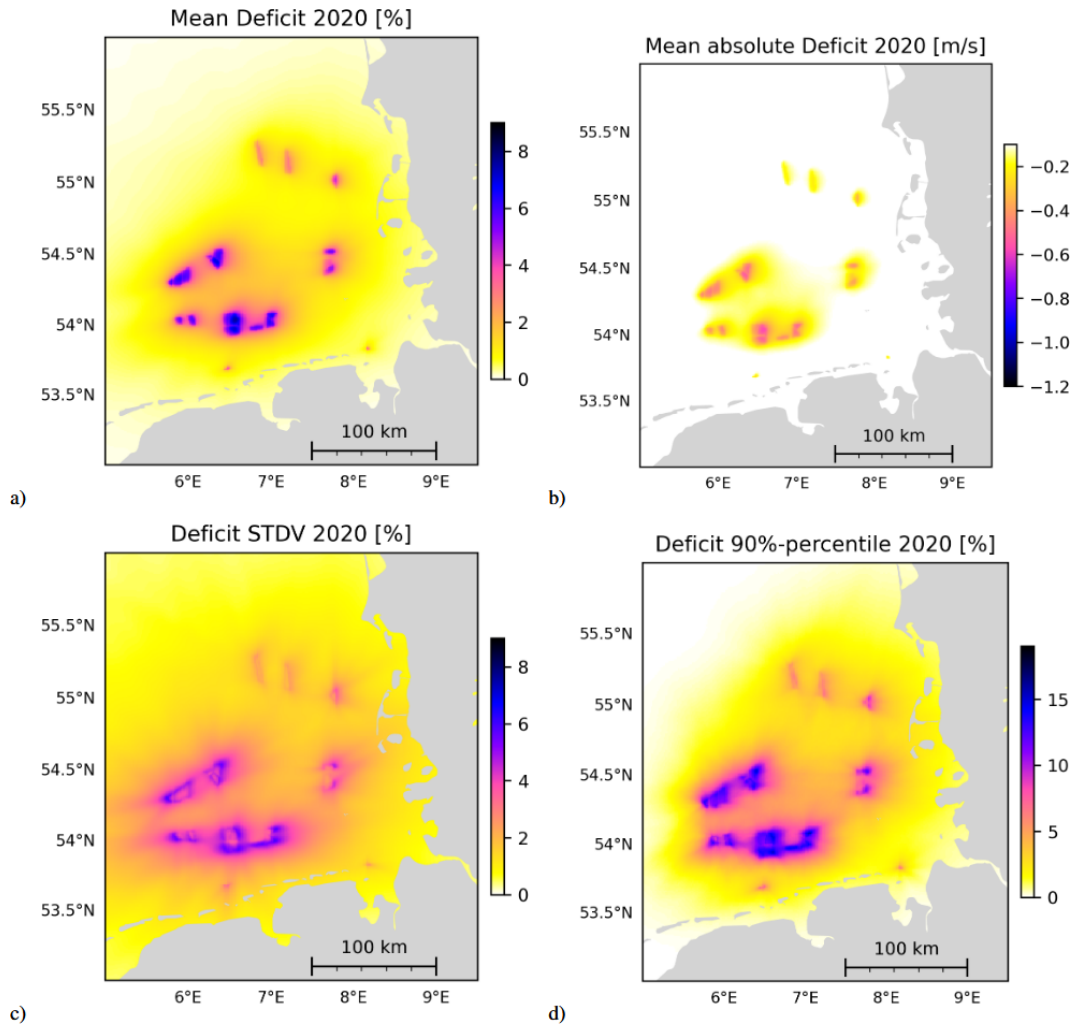 Mean Deficit 2020 [%]
55.5°N
55°N
54.5°N
54°N
53.5°N
6°E 7°E 8°E 9°E
100 km
8
6
4
2
0
a)
Mean absolute Deficit 2020 [m/s]
55.5°N
55°N
54.5°N
54°N
53.5°N
6°E 7°E 8°E 9°E
100 km
−0.2
−0.4
−0.6
−0.8
−1.0
−1.2
b)
Deficit STDV 2020 [%]
55.5°N
55°N
54.5°N
54°N
53.5°N
6°E 7°E 8°E 9°E
100 km
8
6
4
2
0
c)
Deficit 90%-percentile 2020 [%]
55.5°N
55°N
54.5°N
54°N
53.5°N
6°E 7°E 8°E 9°E
100 km
15
10
5
0
d)